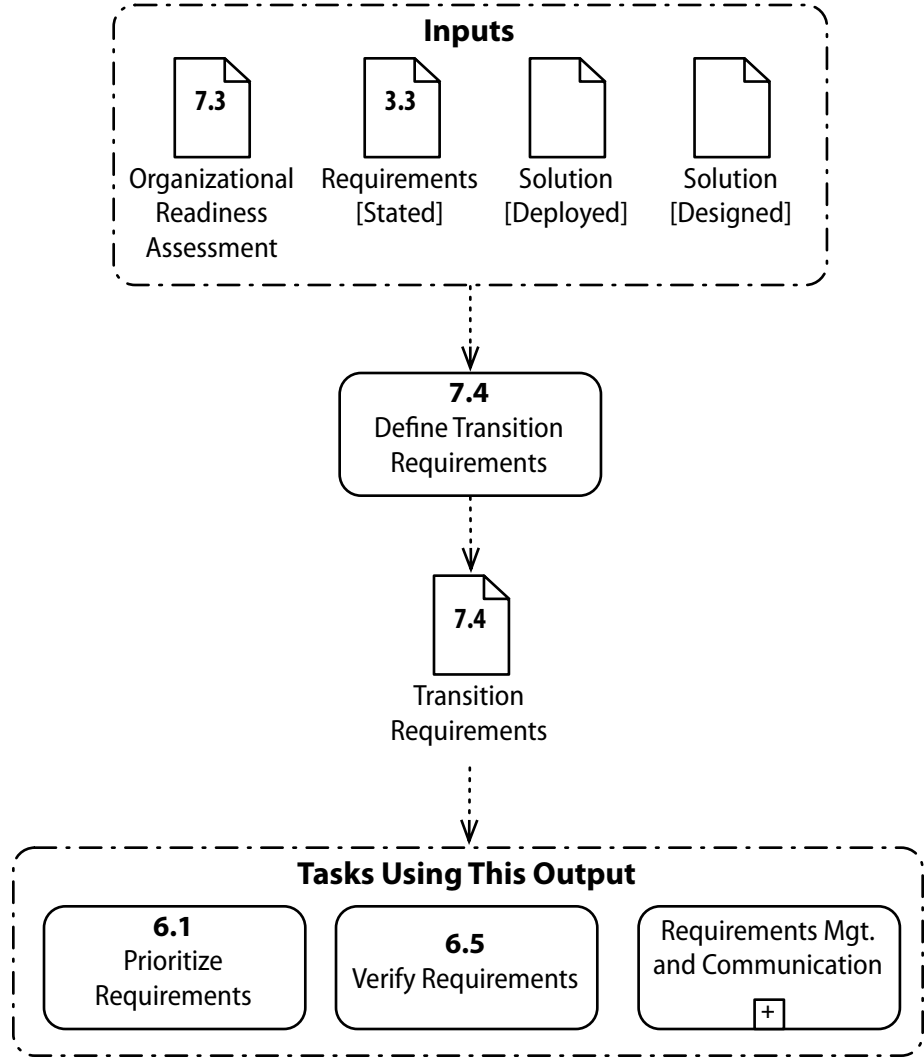 Inputs
7.3
Organizational
Readiness
Assessment
3.3
Requirements
[Stated]
Solution
[Deployed]
Solution
[Designed]
7.4
Define Transition
Requirements
7.4
Transition
Requirements
Tasks Using This Output
6.1
Prioritize
Requirements
6.5
Verify Requirements
Requirements Mgt.
and Communication
+